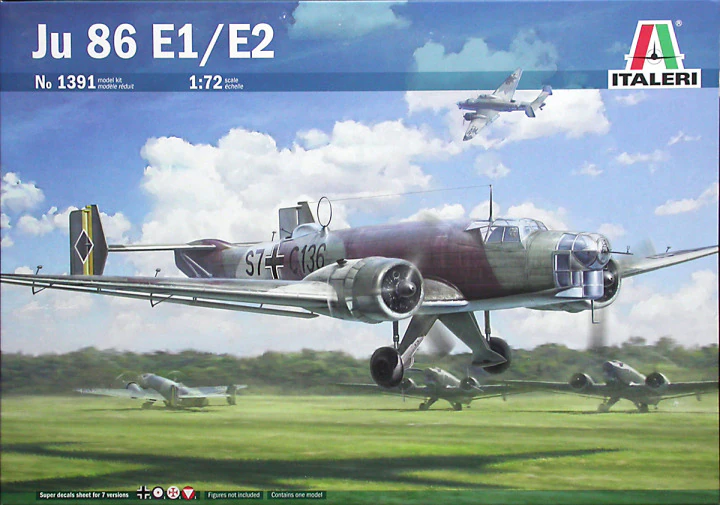 Ju 86 E1/E2
No 1391 model kit
modèle réduit
1:72 scale
échelle
ITALERI®
S7 C136
Super decals sheet for 7 versions
Figures not included
Contains one model